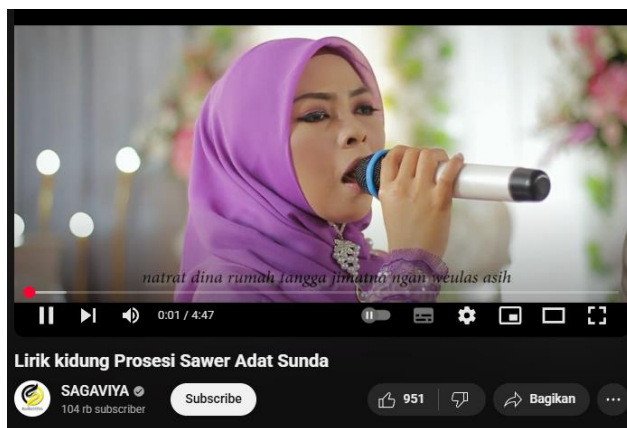 natrat dina rumah tangga jimatna ngan weulas asih
0:01 / 4:47
Lirik kidung Prosesi Sawer Adat Sunda
SAGAVIYA
104 rb subscriber
Subscribe
951
Bagikan